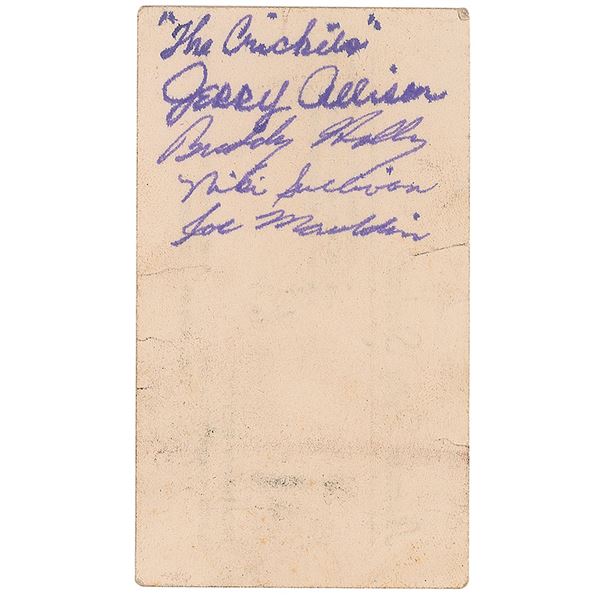 "The Crickets"
Jerry Allison
Buddy Holly
Niki Sullivan
Joe Mauldin